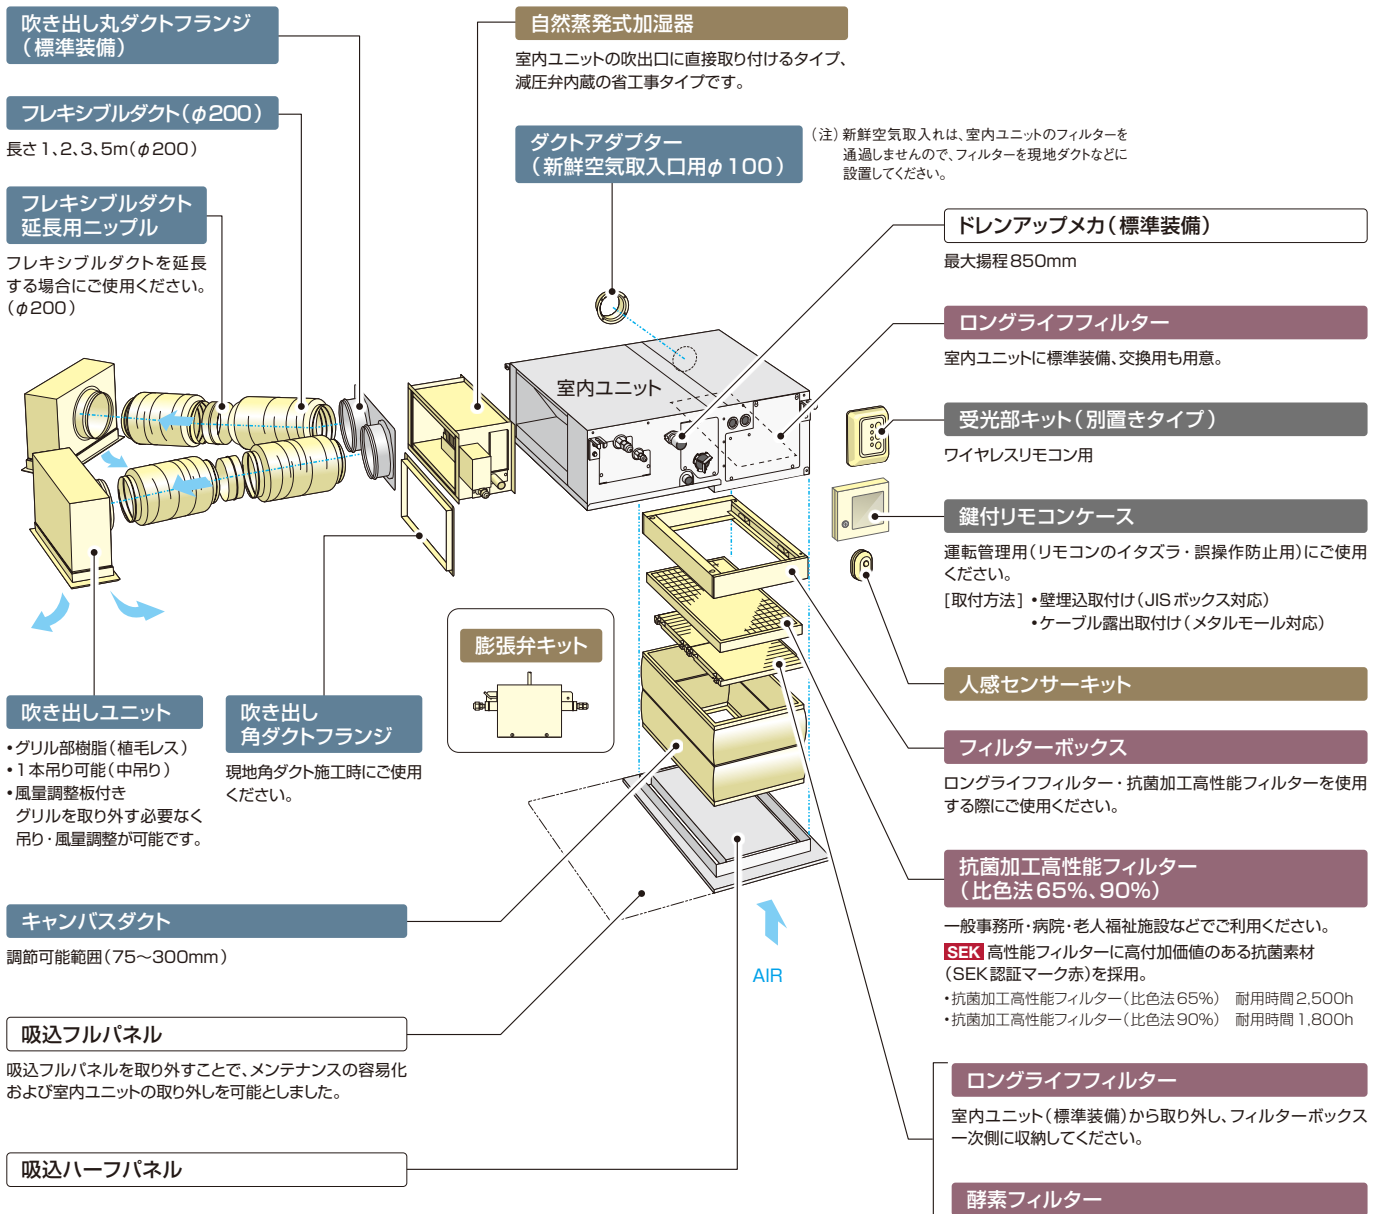 吹き出し丸ダクトフランジ
（標準装備）
フレキシブルダクト（φ200）
長さ1、2、3、5m（φ200）
フレキシブルダクト
延長用ニップル
フレキシブルダクトを延長
する場合にご使用ください。
（φ200）
自然蒸発式加湿器
室内ユニットの吹出口に直接取り付けるタイプ、
減圧弁内蔵の省工事タイプです。
ダクトアダプター
（新鮮空気取入口用φ100）
（注）新鮮空気取入れは、室内ユニットのフィルターを
通過しませんので、フィルターを現地ダクトなどに
設置してください。
室内ユニット
ドレンアップメカ（標準装備）
最大揚程850mm
ロングライフフィルター
室内ユニットに標準装備、交換用も用意。
受光部キット（別置きタイプ）
ワイヤレスリモコン用
鍵付リモコンケース
運転管理用（リモコンのイタズラ・誤操作防止用）にご使用
ください。
[取付方法] •壁埋込取付け（JISボックス対応）
•ケーブル露出取付け（メタルモール対応）
人感センサーキット
フィルターボックス
ロングライフフィルター・抗菌加工高性能フィルターを使用
する際にご使用ください。
抗菌加工高性能フィルター
（比色法65%、90%）
一般事務所・病院・老人福祉施設などでご利用ください。
SEK 高性能フィルターに高付加価値のある抗菌素材
（SEK認証マーク赤）を採用。
•抗菌加工高性能フィルター（比色法65%） 耐用時間2,500h
•抗菌加工高性能フィルター（比色法90%） 耐用時間1,800h
ロングライフフィルター
室内ユニット（標準装備）から取り外し、フィルターボックス
一次側に収納してください。
酵素フィルター
膨張弁キット
吹き出しユニット
•グリル部樹脂（植毛レス）
•1本吊り可能（中吊り）
•風量調整板付き
グリルを取り外す必要なく
吊り・風量調整が可能です。
吹き出し
角ダクトフランジ
現地角ダクト施工時にご使用
ください。
キャンバスダクト
調節可能範囲（75～300mm）
AIR
吸込フルパネル
吸込フルパネルを取り外すことで、メンテナンスの容易化
および室内ユニットの取り外しを可能としました。
吸込ハーフパネル